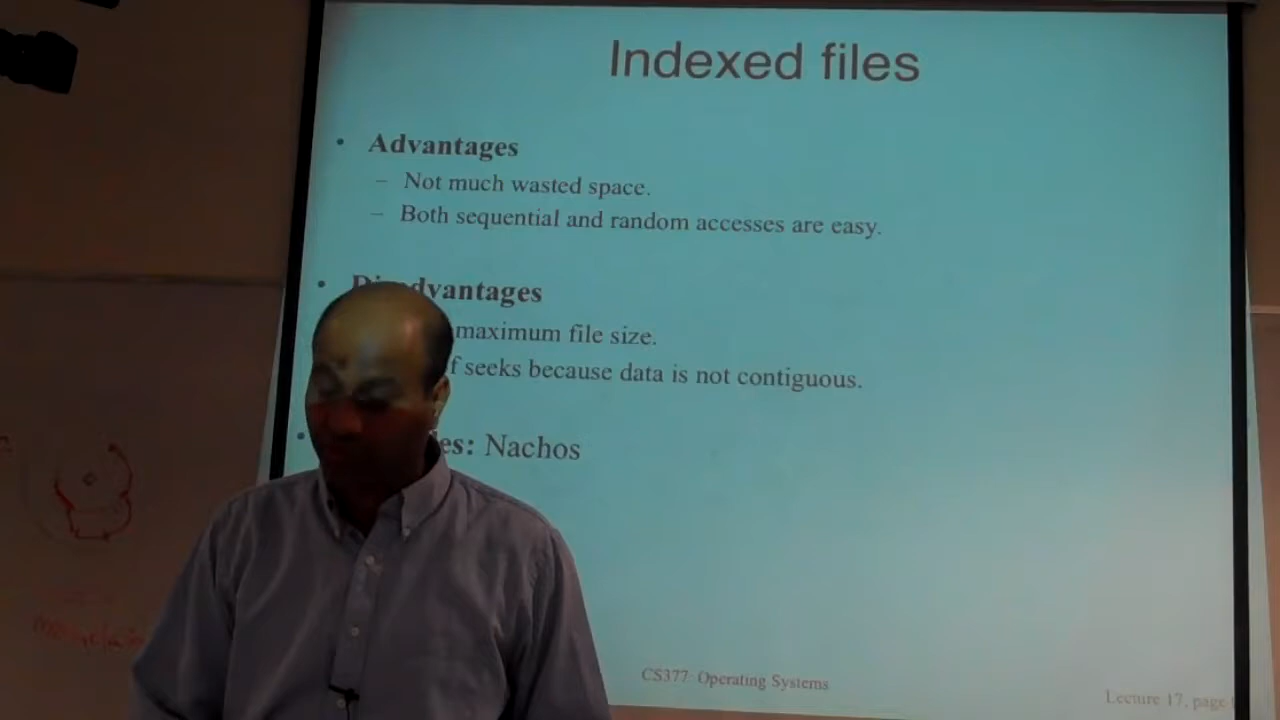 Indexed files
• Advantages
– Not much wasted space.
– Both sequential and random accesses are easy.
• Disadvantages
maximum file size.
seeks because data is not contiguous.
Nachos
CS377: Operating Systems
Lecture 17, page